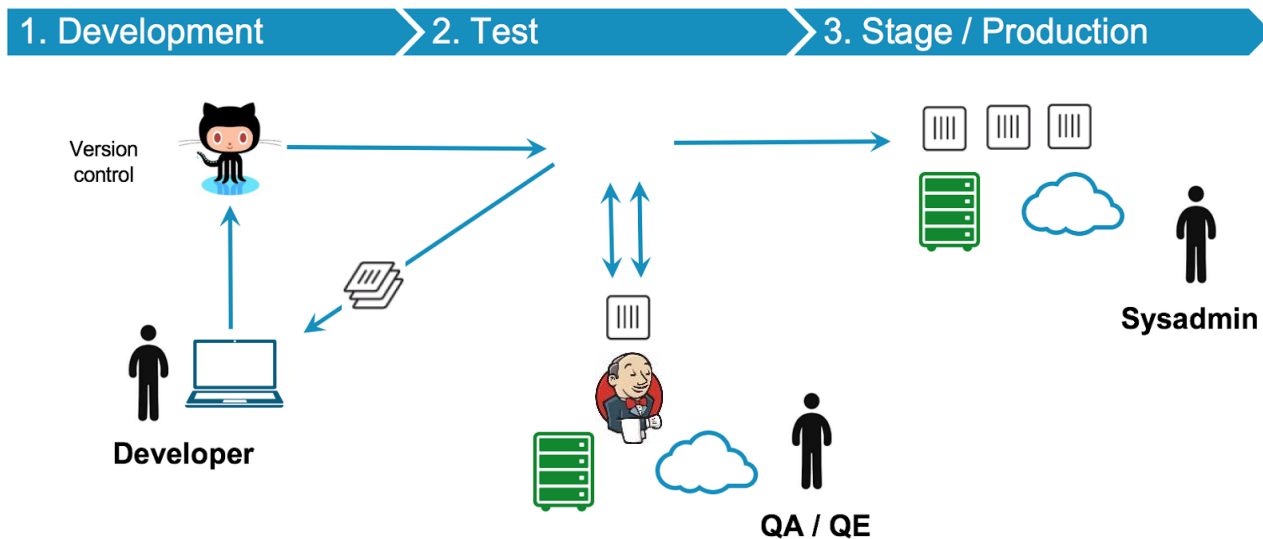 1. Development
2. Test
3. Stage / Production
Version
control
Sysadmin
Developer
QA / QE